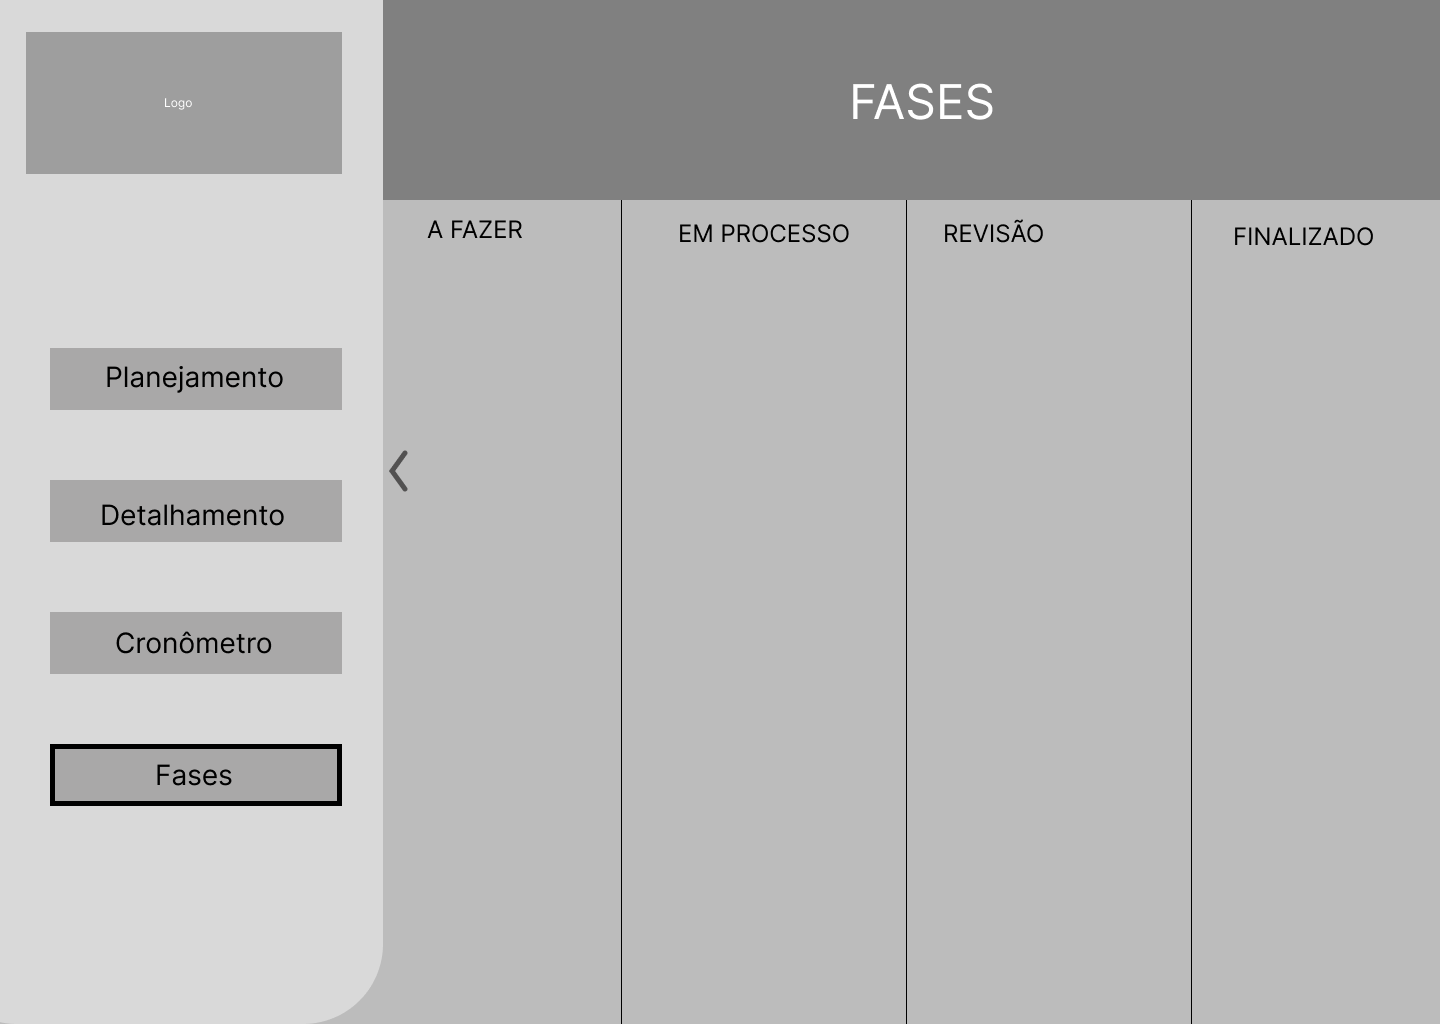 Logo
Planejamento
Detalhamento
Cronômetro
Fases
FASES
A FAZER
EM PROCESSO
REVISÃO
FINALIZADO